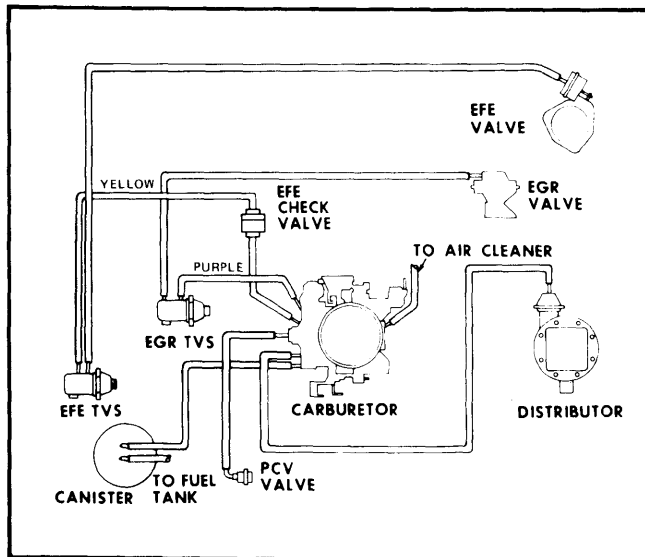 EFE
VALVE
YELLOW
EFE
CHECK
VALVE
EGR
VALVE
TO AIR CLEANER
PURPLE
EGR TVS
EFE TVS
CARBURETOR
DISTRIBUTOR
CANISTER
TO FUEL
TANK
PCV
VALVE